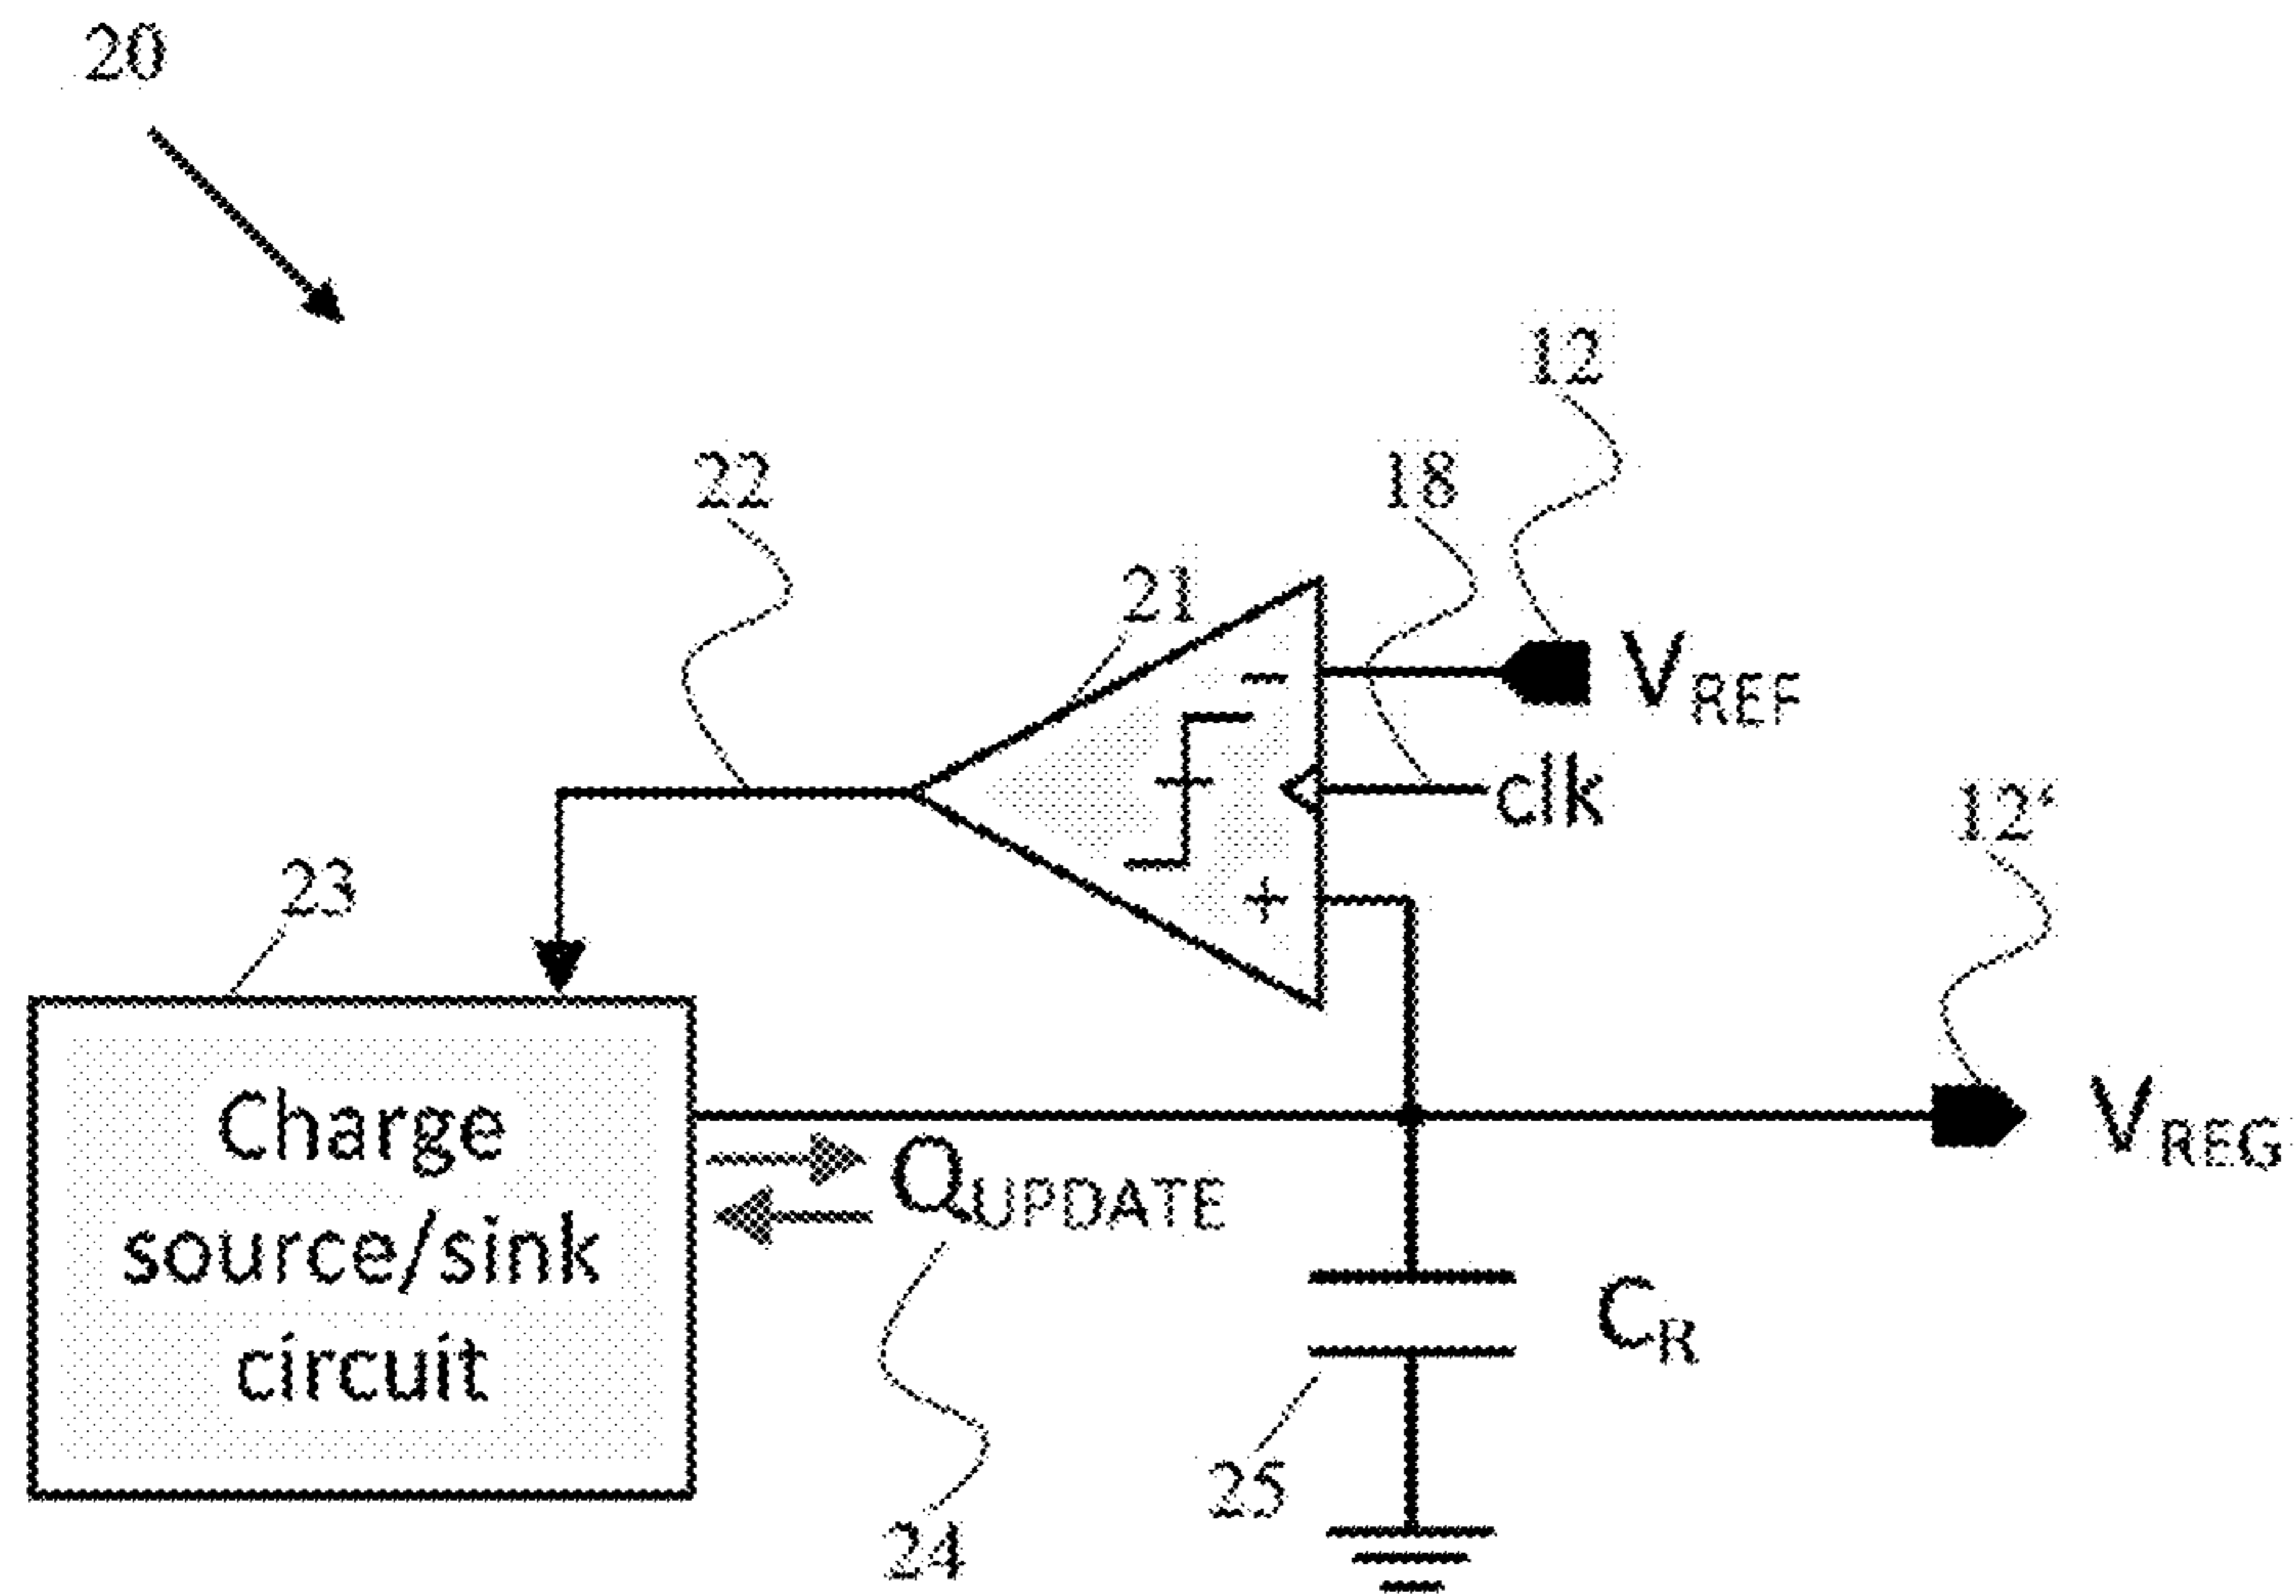 20
12
22
18
21
−
V_REF
clk
12‘
23
+
Charge
source/sink
circuit
Q_UPDATE
V_REG
C_R
25
24